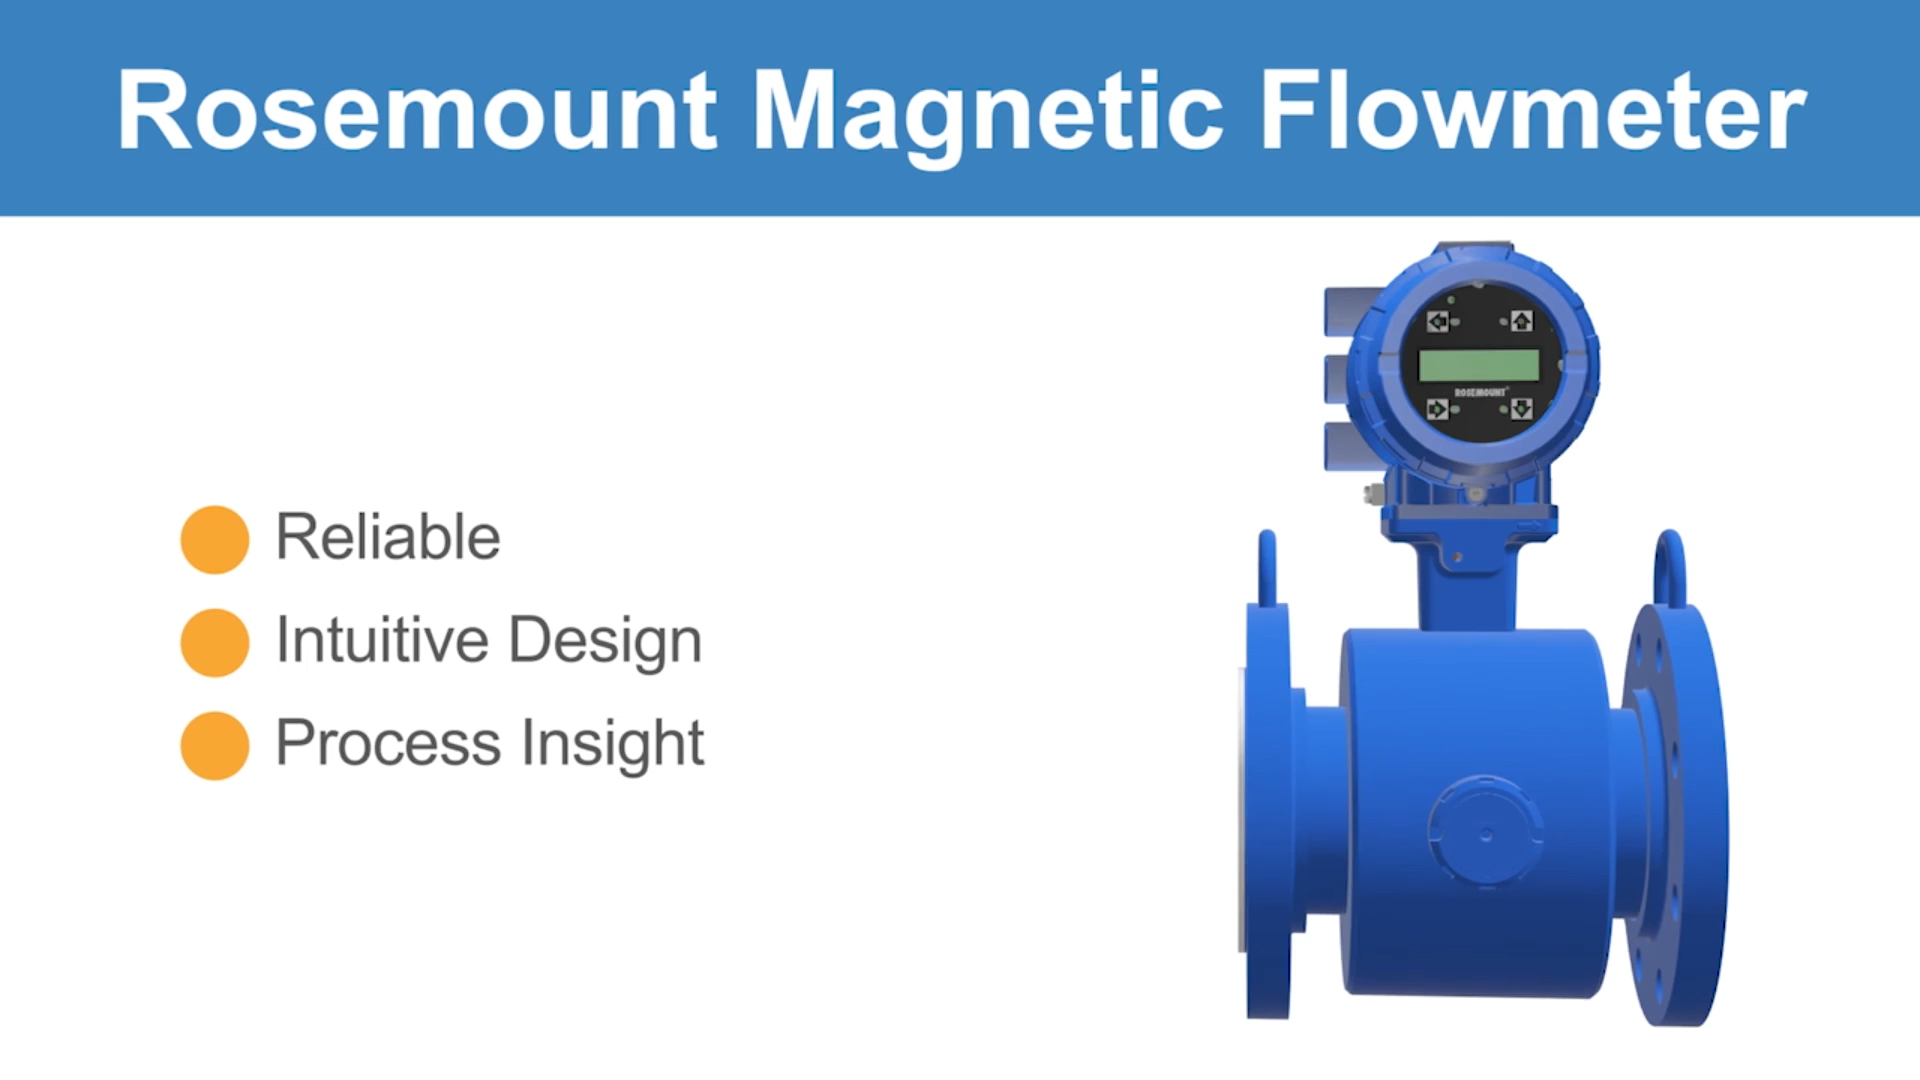 Rosemount Magnetic Flowmeter
ROSEMOUNT
Reliable
Intuitive Design
Process Insight